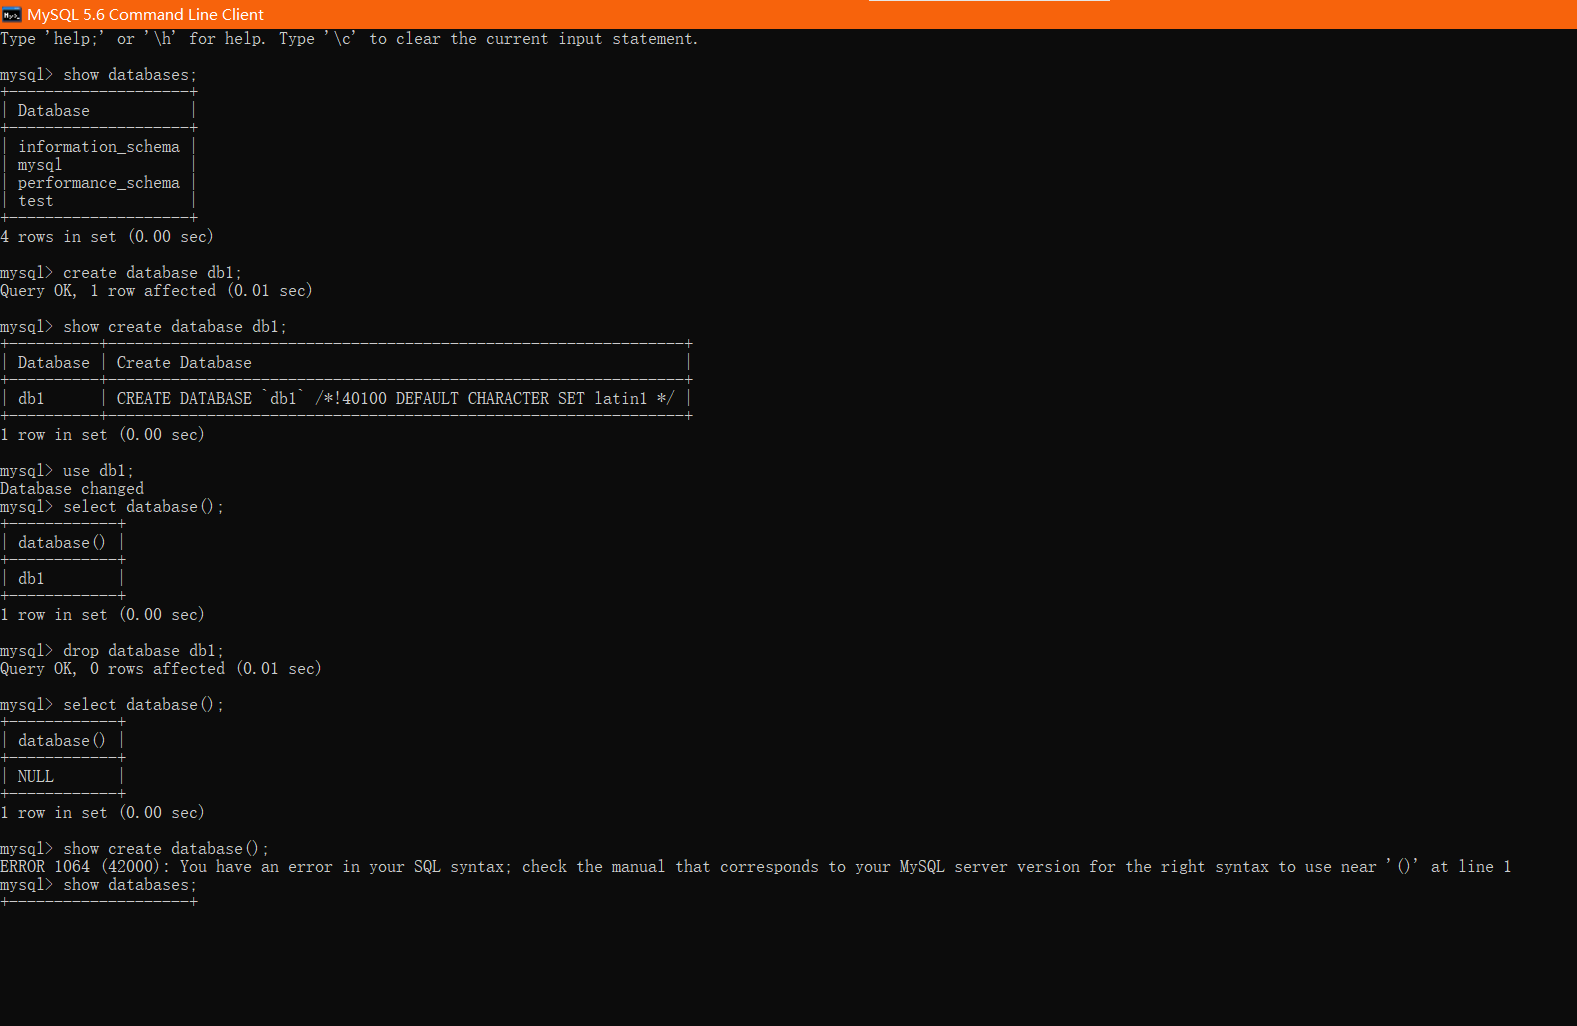 MySQL 5.6 Command Line Client
Type 'help;' or '\h' for help. Type '\c' to clear the current input statement.
mysql> show databases;
+--------------------+
| Database           |
+--------------------+
| information_schema |
| mysql              |
| performance_schema |
| test               |
+--------------------+
4 rows in set (0.00 sec)
mysql> create database db1;
Query OK, 1 row affected (0.01 sec)
mysql> show create database db1;
+----------+----------------------------------------------------------------+
| Database | Create Database                                                |
+----------+----------------------------------------------------------------+
| db1      | CREATE DATABASE `db1` /*!40100 DEFAULT CHARACTER SET latin1 */ |
+----------+----------------------------------------------------------------+
1 row in set (0.00 sec)
mysql> use db1;
Database changed
mysql> select database();
+------------+
| database() |
+------------+
| db1        |
+------------+
1 row in set (0.00 sec)
mysql> drop database db1;
Query OK, 0 rows affected (0.01 sec)
mysql> select database();
+------------+
| database() |
+------------+
| NULL       |
+------------+
1 row in set (0.00 sec)
mysql> show create database();
ERROR 1064 (42000): You have an error in your SQL syntax; check the manual that corresponds to your MySQL server version for the right syntax to use near '()' at line 1
mysql> show databases;
+--------------------+